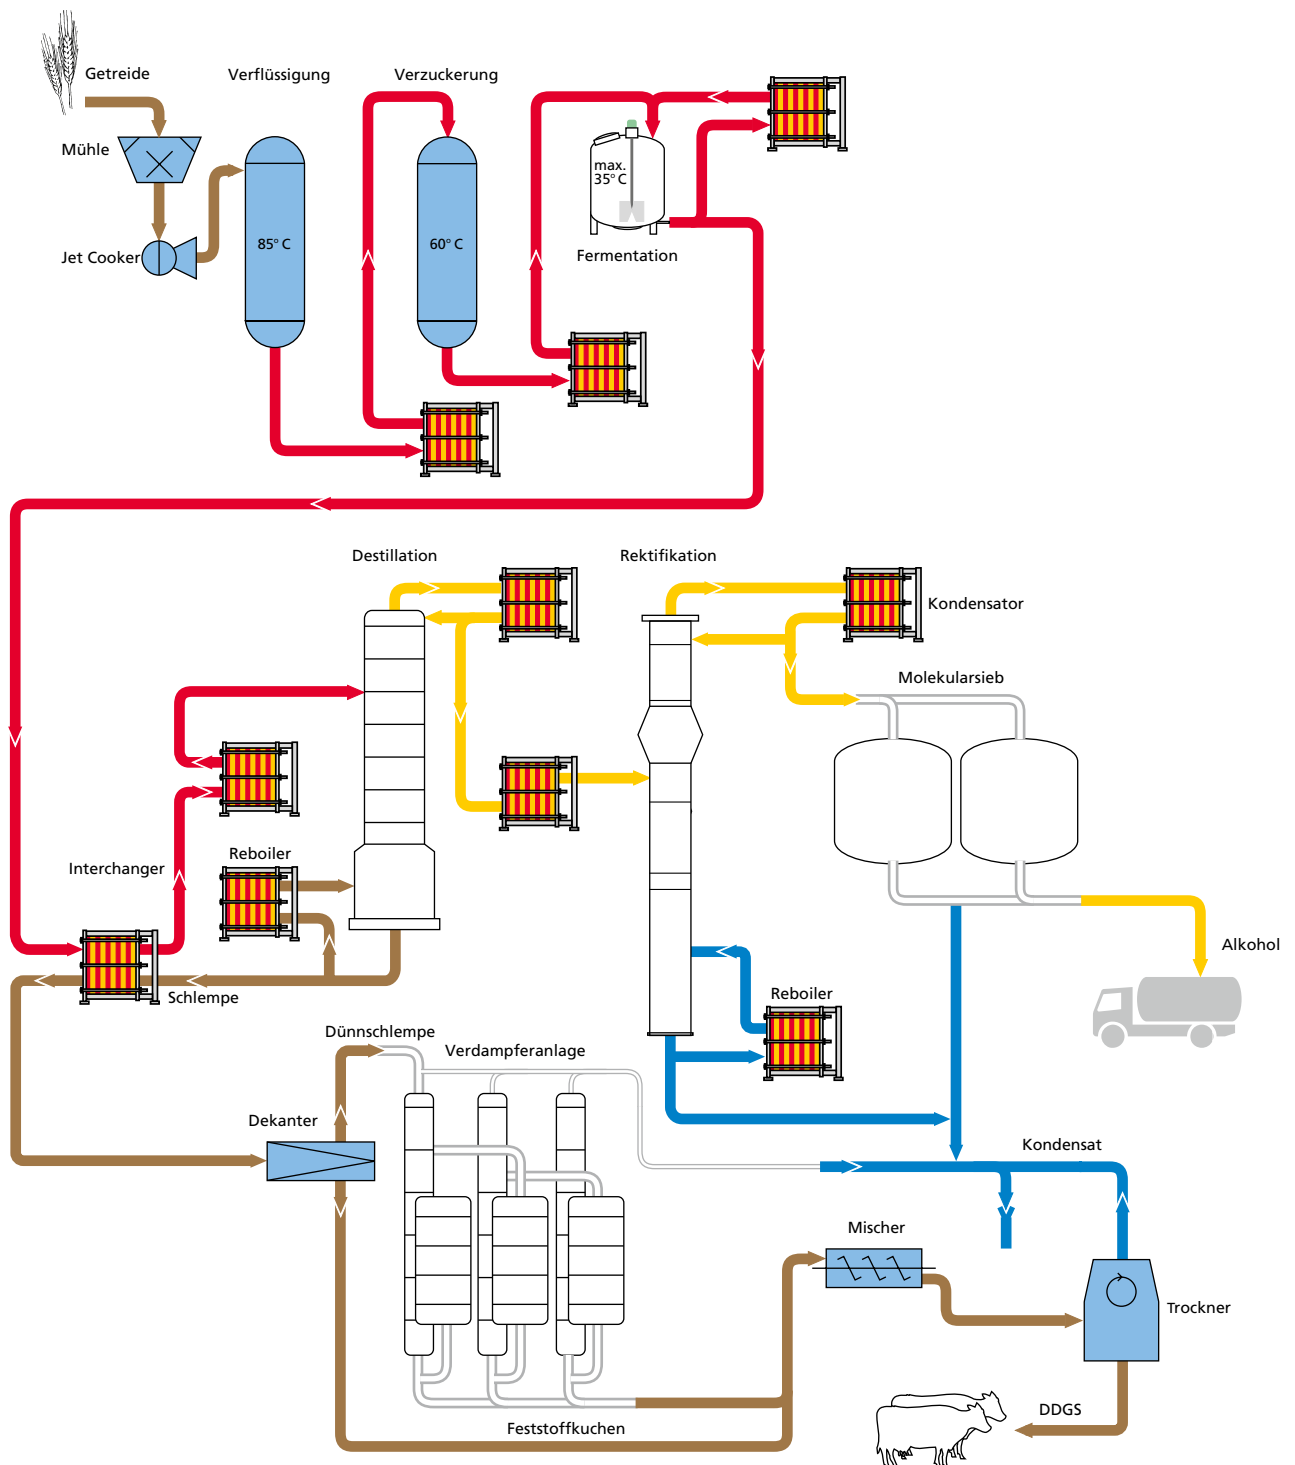 Getreide
Verflüssigung
Verzuckerung
Mühle
max.
35° C
Jet Cooker
85° C
60° C
Fermentation
Destillation
Rektifikation
Kondensator
Molekularsieb
Reboiler
Interchanger
Alkohol
Schlempe
Reboiler
Dünnschlempe
Verdampferanlage
Dekanter
Kondensat
Mischer
Trockner
DDGS
Feststoffkuchen